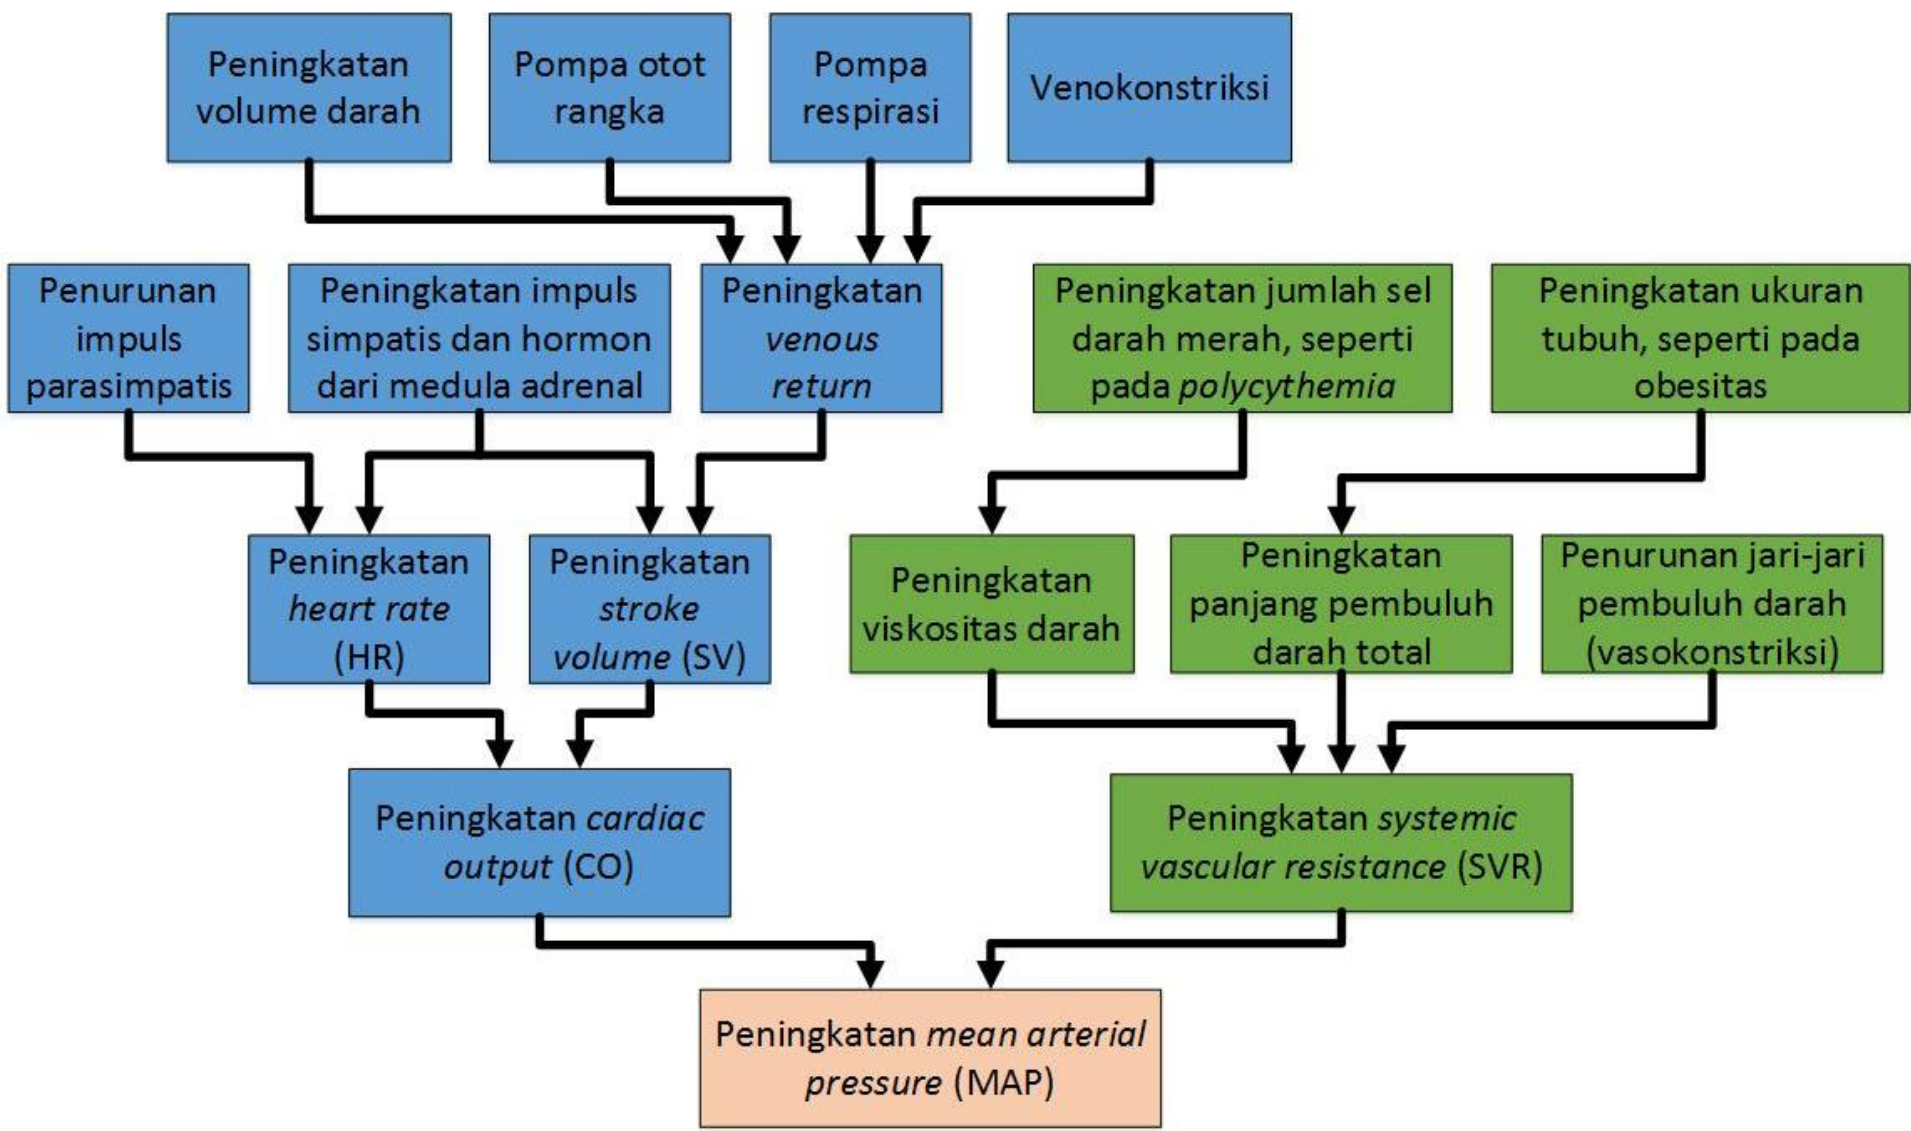 Peningkatan
volume darah
Pompa otot
rangka
Pompa
respirasi
Venokonstriksi
Penurunan
impuls
parasimpatis
Peningkatan impuls
simpatis dan hormon
dari medula adrenal
Peningkatan
venous
return
Peningkatan jumlah sel
darah merah, seperti
pada polycythemia
Peningkatan ukuran
tubuh, seperti pada
obesitas
Peningkatan
heart rate
(HR)
Peningkatan
stroke
volume (SV)
Peningkatan
viskositas darah
Peningkatan
panjang pembuluh
darah total
Penurunan jari-jari
pembuluh darah
(vasokonstriksi)
Peningkatan cardiac
output (CO)
Peningkatan systemic
vascular resistance (SVR)
Peningkatan mean arterial
pressure (MAP)